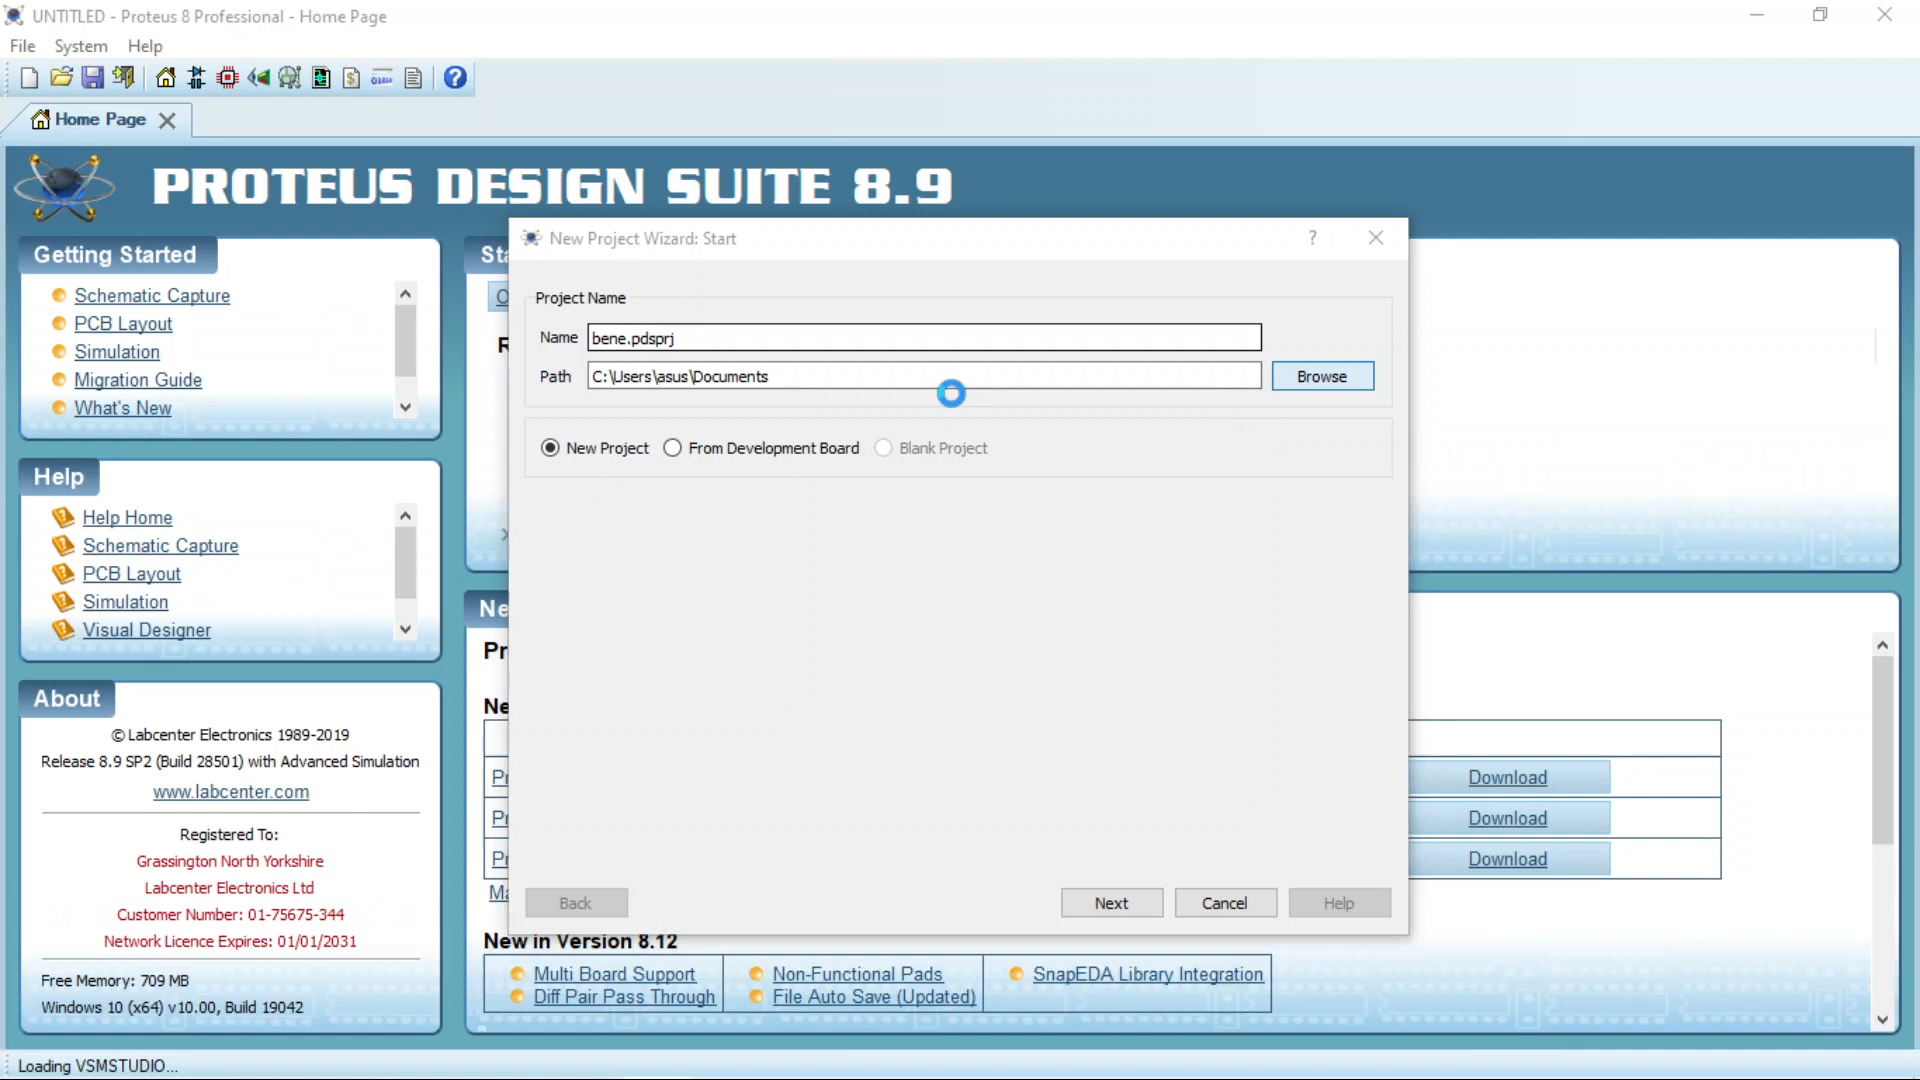 UNTITLED - Proteus 8 Professional - Home Page
File System Help
Home Page
PROTEUS DESIGN SUITE 8.9
Getting Started
Schematic Capture
PCB Layout
Simulation
Migration Guide
What's New
Help
Help Home
Schematic Capture
PCB Layout
Simulation
Visual Designer
About
© Labcenter Electronics 1989-2019
Release 8.9 SP2 (Build 28501) with Advanced Simulation
www.labcenter.com
Registered To:
Grassington North Yorkshire
Labcenter Electronics Ltd
Customer Number: 01-75675-344
Network Licence Expires: 01/01/2031
Free Memory: 709 MB
Windows 10 (x64) v10.00, Build 19042
New Project Wizard: Start
?
Project Name
Name bene.pdsprj
Path C:\Users\asus\Documents Browse
New Project From Development Board Blank Project
Back Next Cancel Help
Download
Download
Download
New in Version 8.12
Multi Board Support Non-Functional Pads SnapEDA Library Integration
Diff Pair Pass Through File Auto Save (Updated)
Loading VSMSTUDIO...